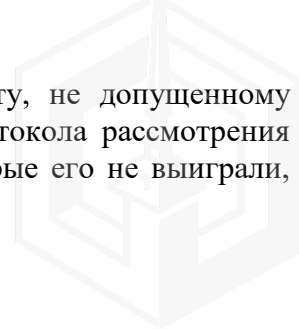 ту, не допущенному
токола рассмотрения
рые его не выиграли,